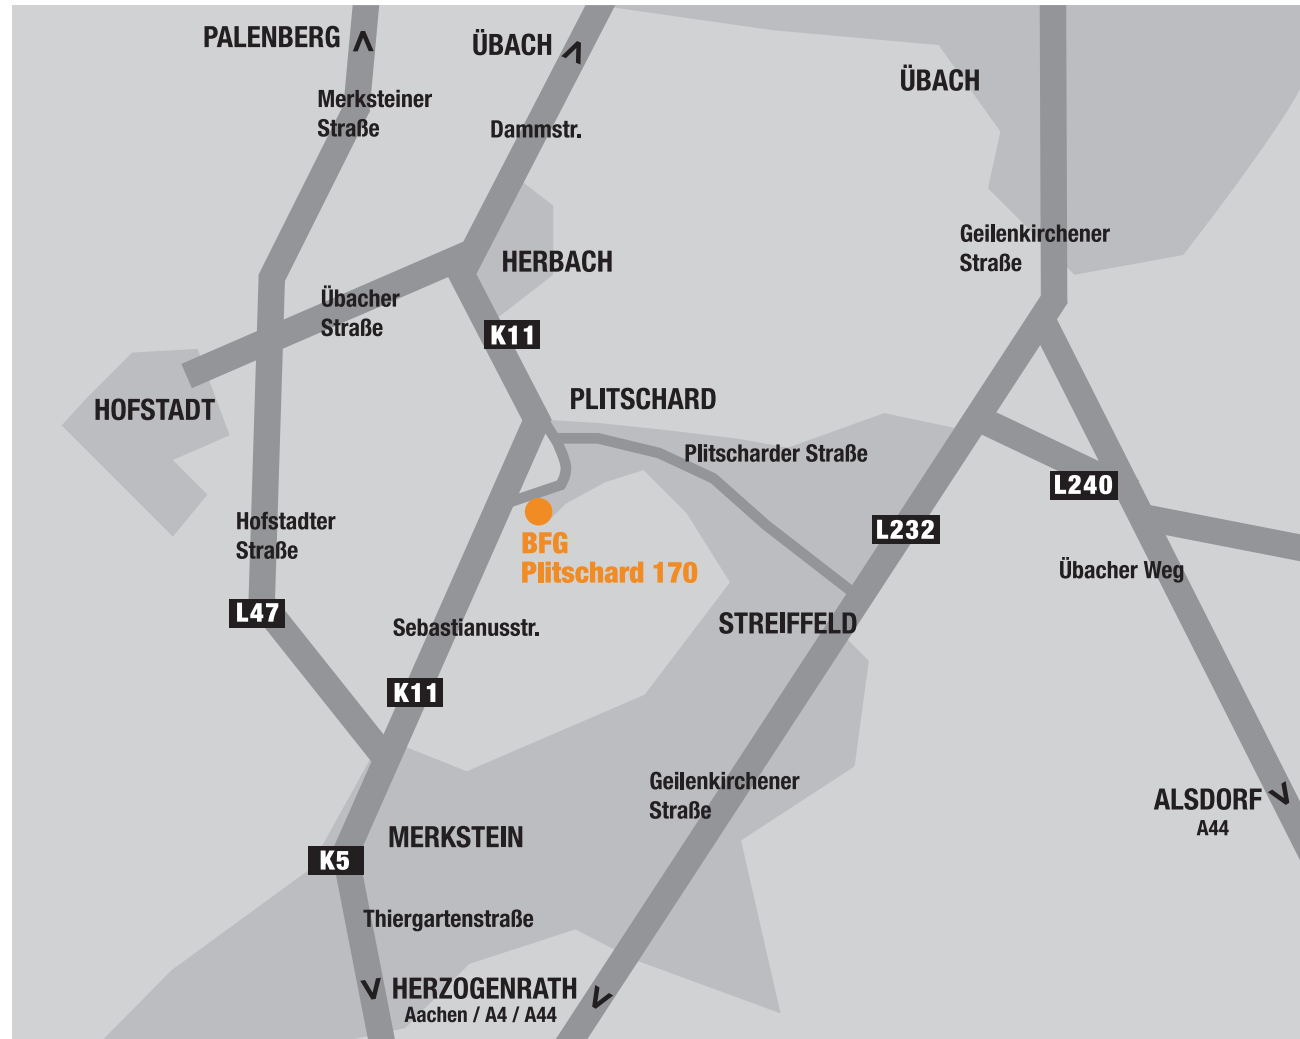 PALENBERG
ÜBACH
ÜBACH
Merksteiner
Straße
Dammstr.
Geilenkirchener
Straße
HERBACH
Übacher
Straße
K11
HOFSTADT
PLITSCHARD
Plitscharder Straße
L240
Hofstadter
Straße
L232
BFG
Plitschard 170
Übacher Weg
L47
Sebastianusstr.
STREIFFELD
K11
Geilenkirchener
Straße
ALSDORF
A44
MERKSTEIN
K5
Thiergartenstraße
HERZOGENRATH
Aachen / A4 / A44